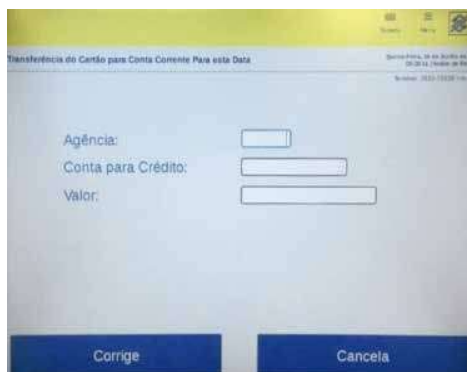 Transferência do Cartão para Conta Corrente Para esta Data
Agência:
Conta para Crédito:
Valor:
Corrige
Cancela